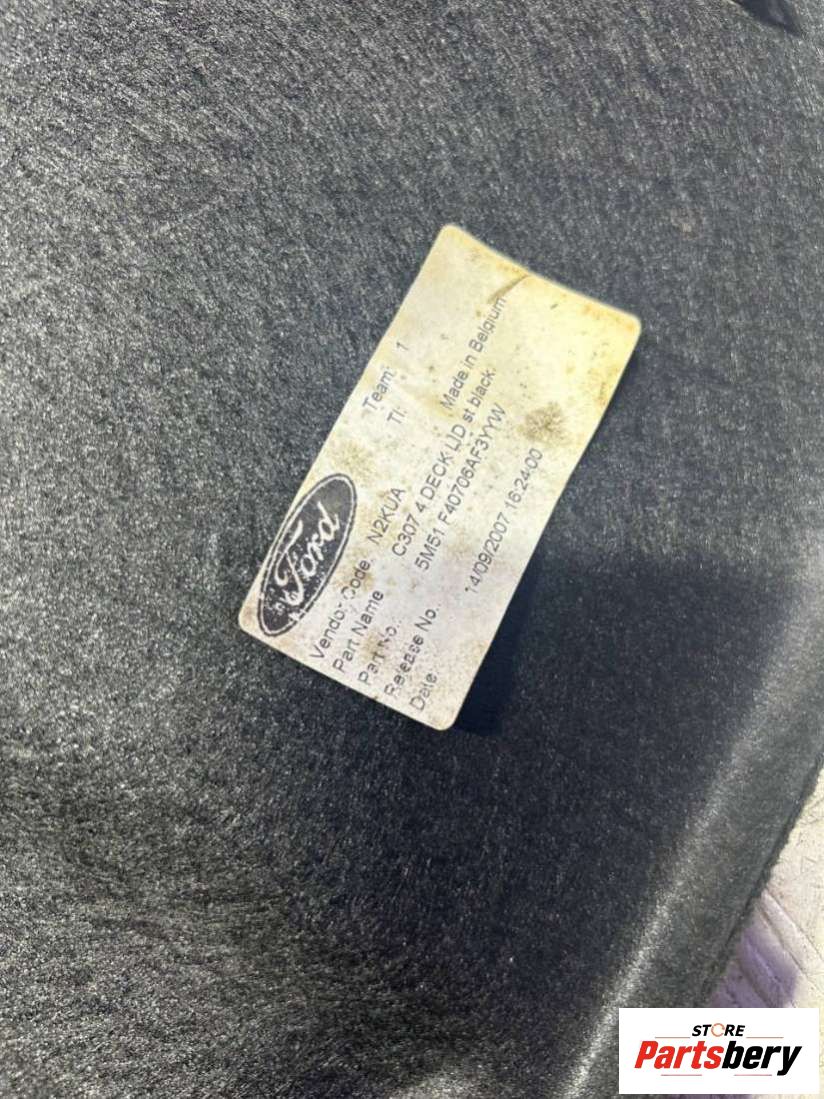 Ford
Team: 1
Vendor Code. N2KUA TI.
Part Name C307 4 DECK LID st black. Made in Belgium
Part No. 5M51 F40706AF3YYW
Release No.
Date 14/09/2007 16:24:00
STORE
Partsbery